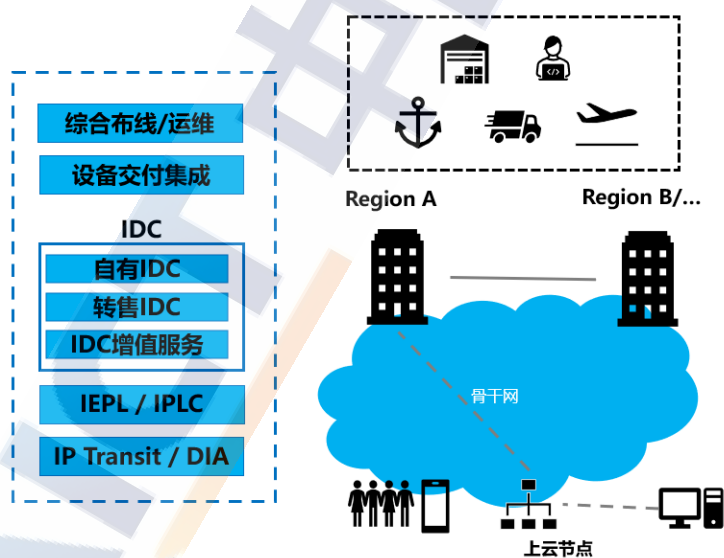 综合布线/运维
设备交付集成
IDC
自有IDC
转售IDC
IDC增值服务
IEPL / IPLC
IP Transit / DIA
Region A
Region B/...
骨干网
上云节点